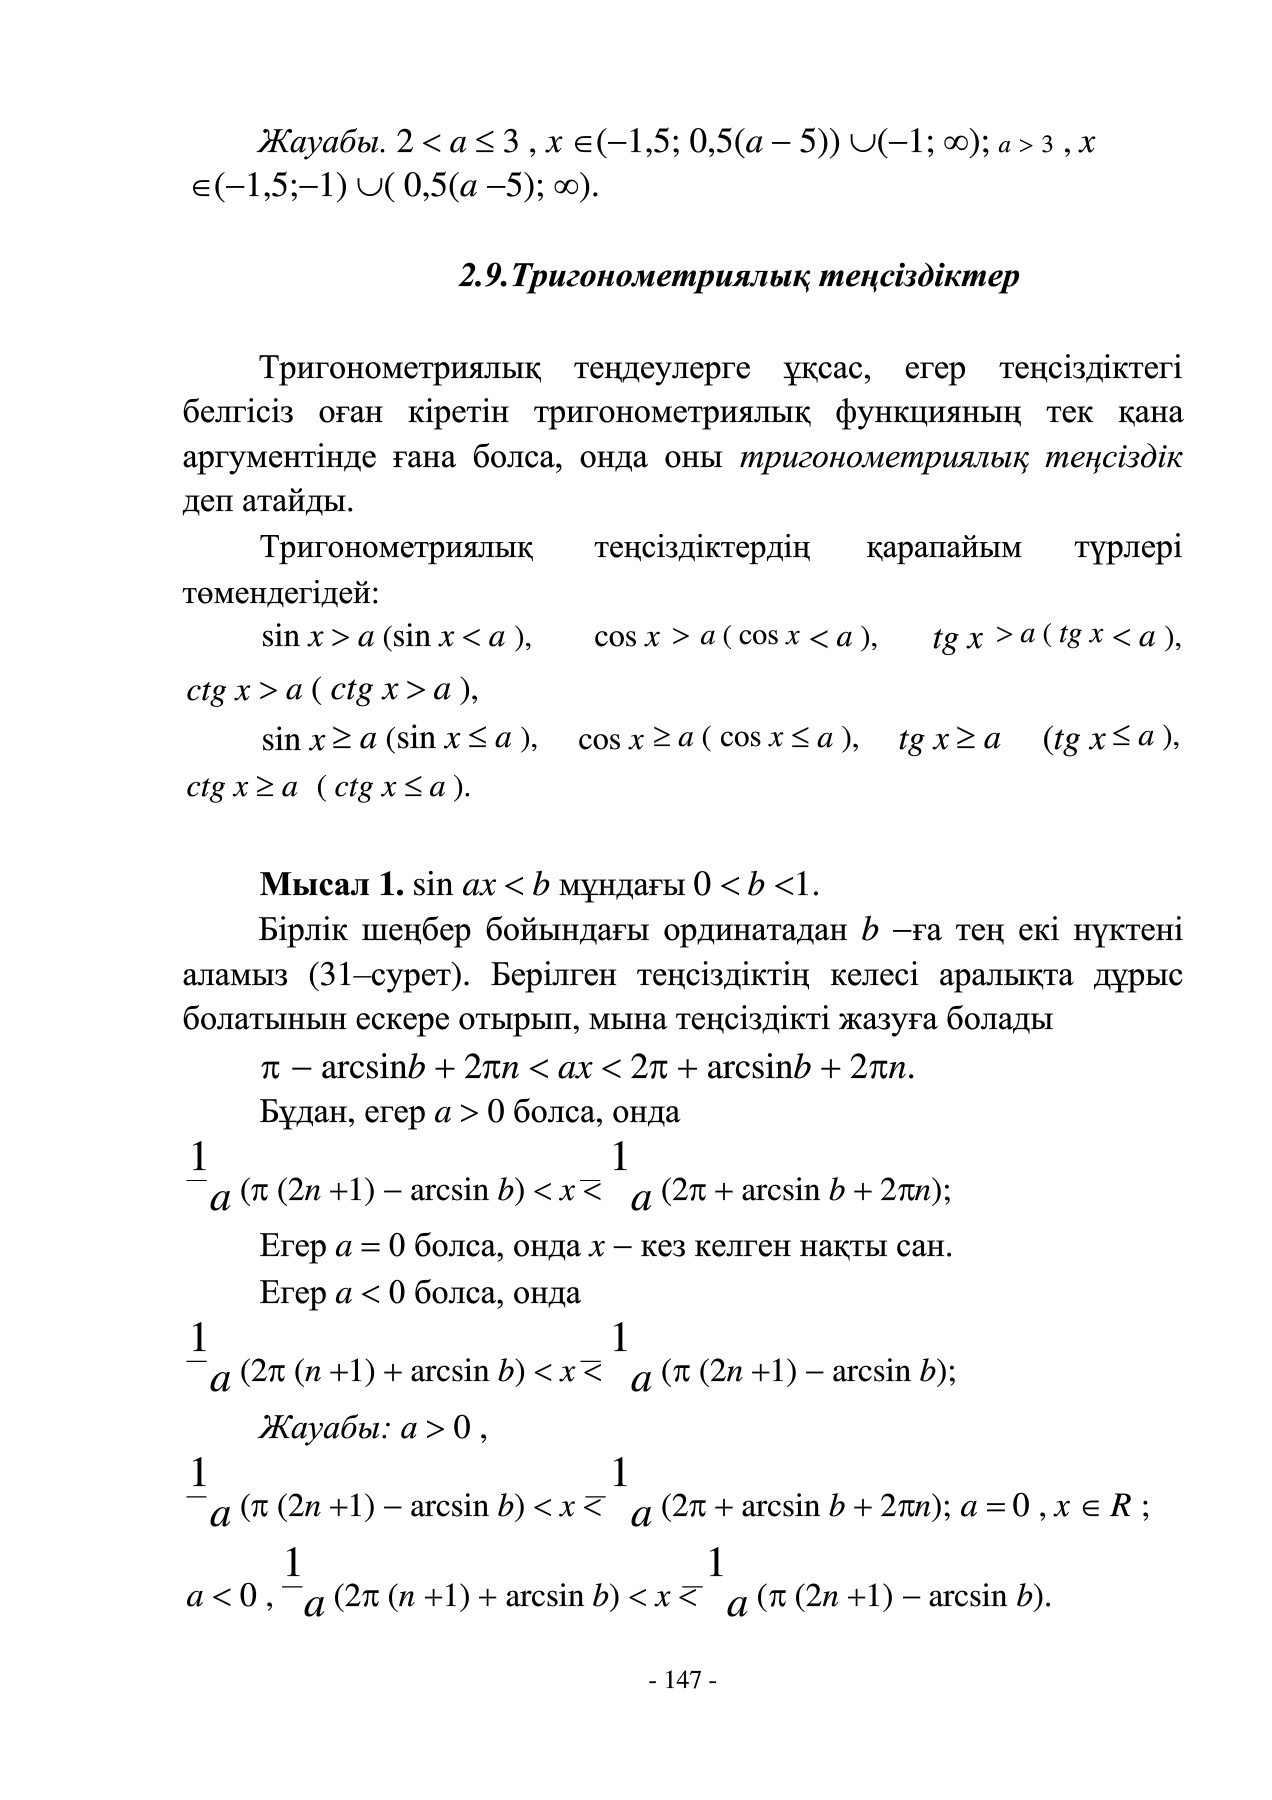 Жауабы. 2 < a ≤ 3 , x ∈(−1,5; 0,5(a − 5)) ∪(−1; ∞); a > 3 , x
∈(−1,5;−1) ∪( 0,5(a −5); ∞).
2.9.Тригонометриялық теңсіздіктер
Тригонометриялық теңдеулерге ұқсас, егер теңсіздіктегі
белгісіз оған кіретін тригонометриялық функцияның тек қана
аргументінде ғана болса, онда оны тригонометриялық теңсіздік
деп атайды.
Тригонометриялық теңсіздіктердің қарапайым түрлері
төмендегідей:
sin x > a (sin x < a ), cos x > a ( cos x < a ), tg x > a ( tg x < a ),
ctg x > a ( ctg x > a ),
sin x ≥ a (sin x ≤ a ), cos x ≥ a ( cos x ≤ a ), tg x ≥ a (tg x ≤ a ),
ctg x ≥ a ( ctg x ≤ a ).
Мысал 1. sin ax < b мұндағы 0 < b <1.
Бірлік шеңбер бойындағы ординатадан b –ға тең екі нүктені
аламыз (31–сурет). Берілген теңсіздіктің келесі аралықта дұрыс
болатынын ескере отырып, мына теңсіздікті жазуға болады
π − arcsinb + 2πn < ax < 2π + arcsinb + 2πn.
Бұдан, егер a > 0 болса, онда
1/a (π (2n +1) − arcsin b) < x < 1/a (2π + arcsin b + 2πn);
Егер a = 0 болса, онда x – кез келген нақты сан.
Егер a < 0 болса, онда
1/a (2π (n +1) + arcsin b) < x < 1/a (π (2n +1) − arcsin b);
Жауабы: a > 0 ,
1/a (π (2n +1) − arcsin b) < x < 1/a (2π + arcsin b + 2πn); a = 0 , x ∈ R ;
a < 0 , 1/a (2π (n +1) + arcsin b) < x < 1/a (π (2n +1) − arcsin b).
- 147 -